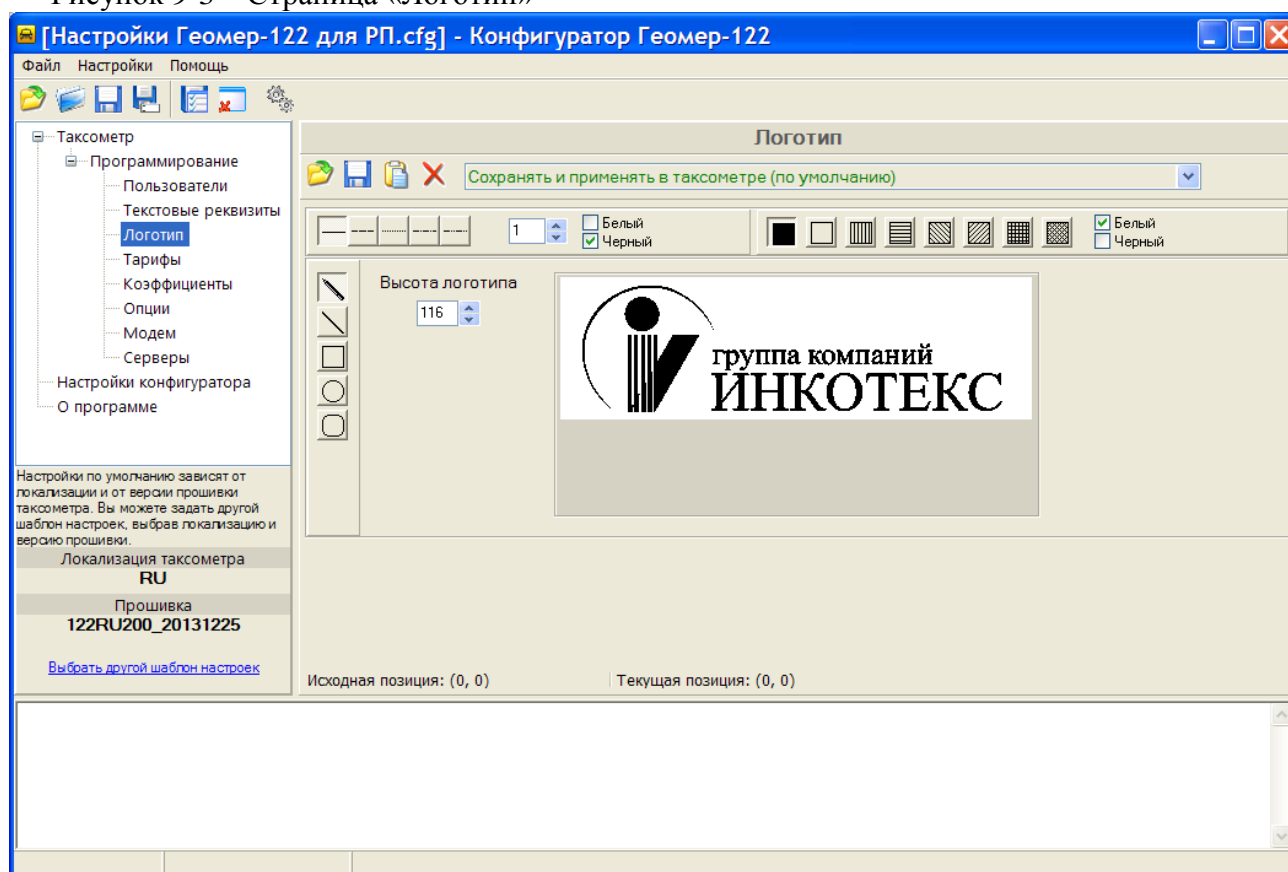 Рисунок 9-3 – Страница «Логотип»
[Настройки Геомер-122 для РП.cfg] - Конфигуратор Геомер-122
Файл Настройки Помощь
Таксометр
Программирование
Пользователи
Текстовые реквизиты
Логотип
Тарифы
Коэффициенты
Опции
Модем
Серверы
Настройки конфигуратора
О программе
Настройки по умолчанию зависят от
локализации и от версии прошивки
таксометра. Вы можете задать другой
шаблон настроек, выбрав локализацию и
версию прошивки.
Локализация таксометра
RU
Прошивка
122RU200_20131225
Выбрать другой шаблон настроек
Логотип
Сохранять и применять в таксометре (по умолчанию)
1
Белый
Черный
Белый
Черный
Высота логотипа
116
группа компаний
ИНКОТЕКС
Исходная позиция: (0, 0) Текущая позиция: (0, 0)